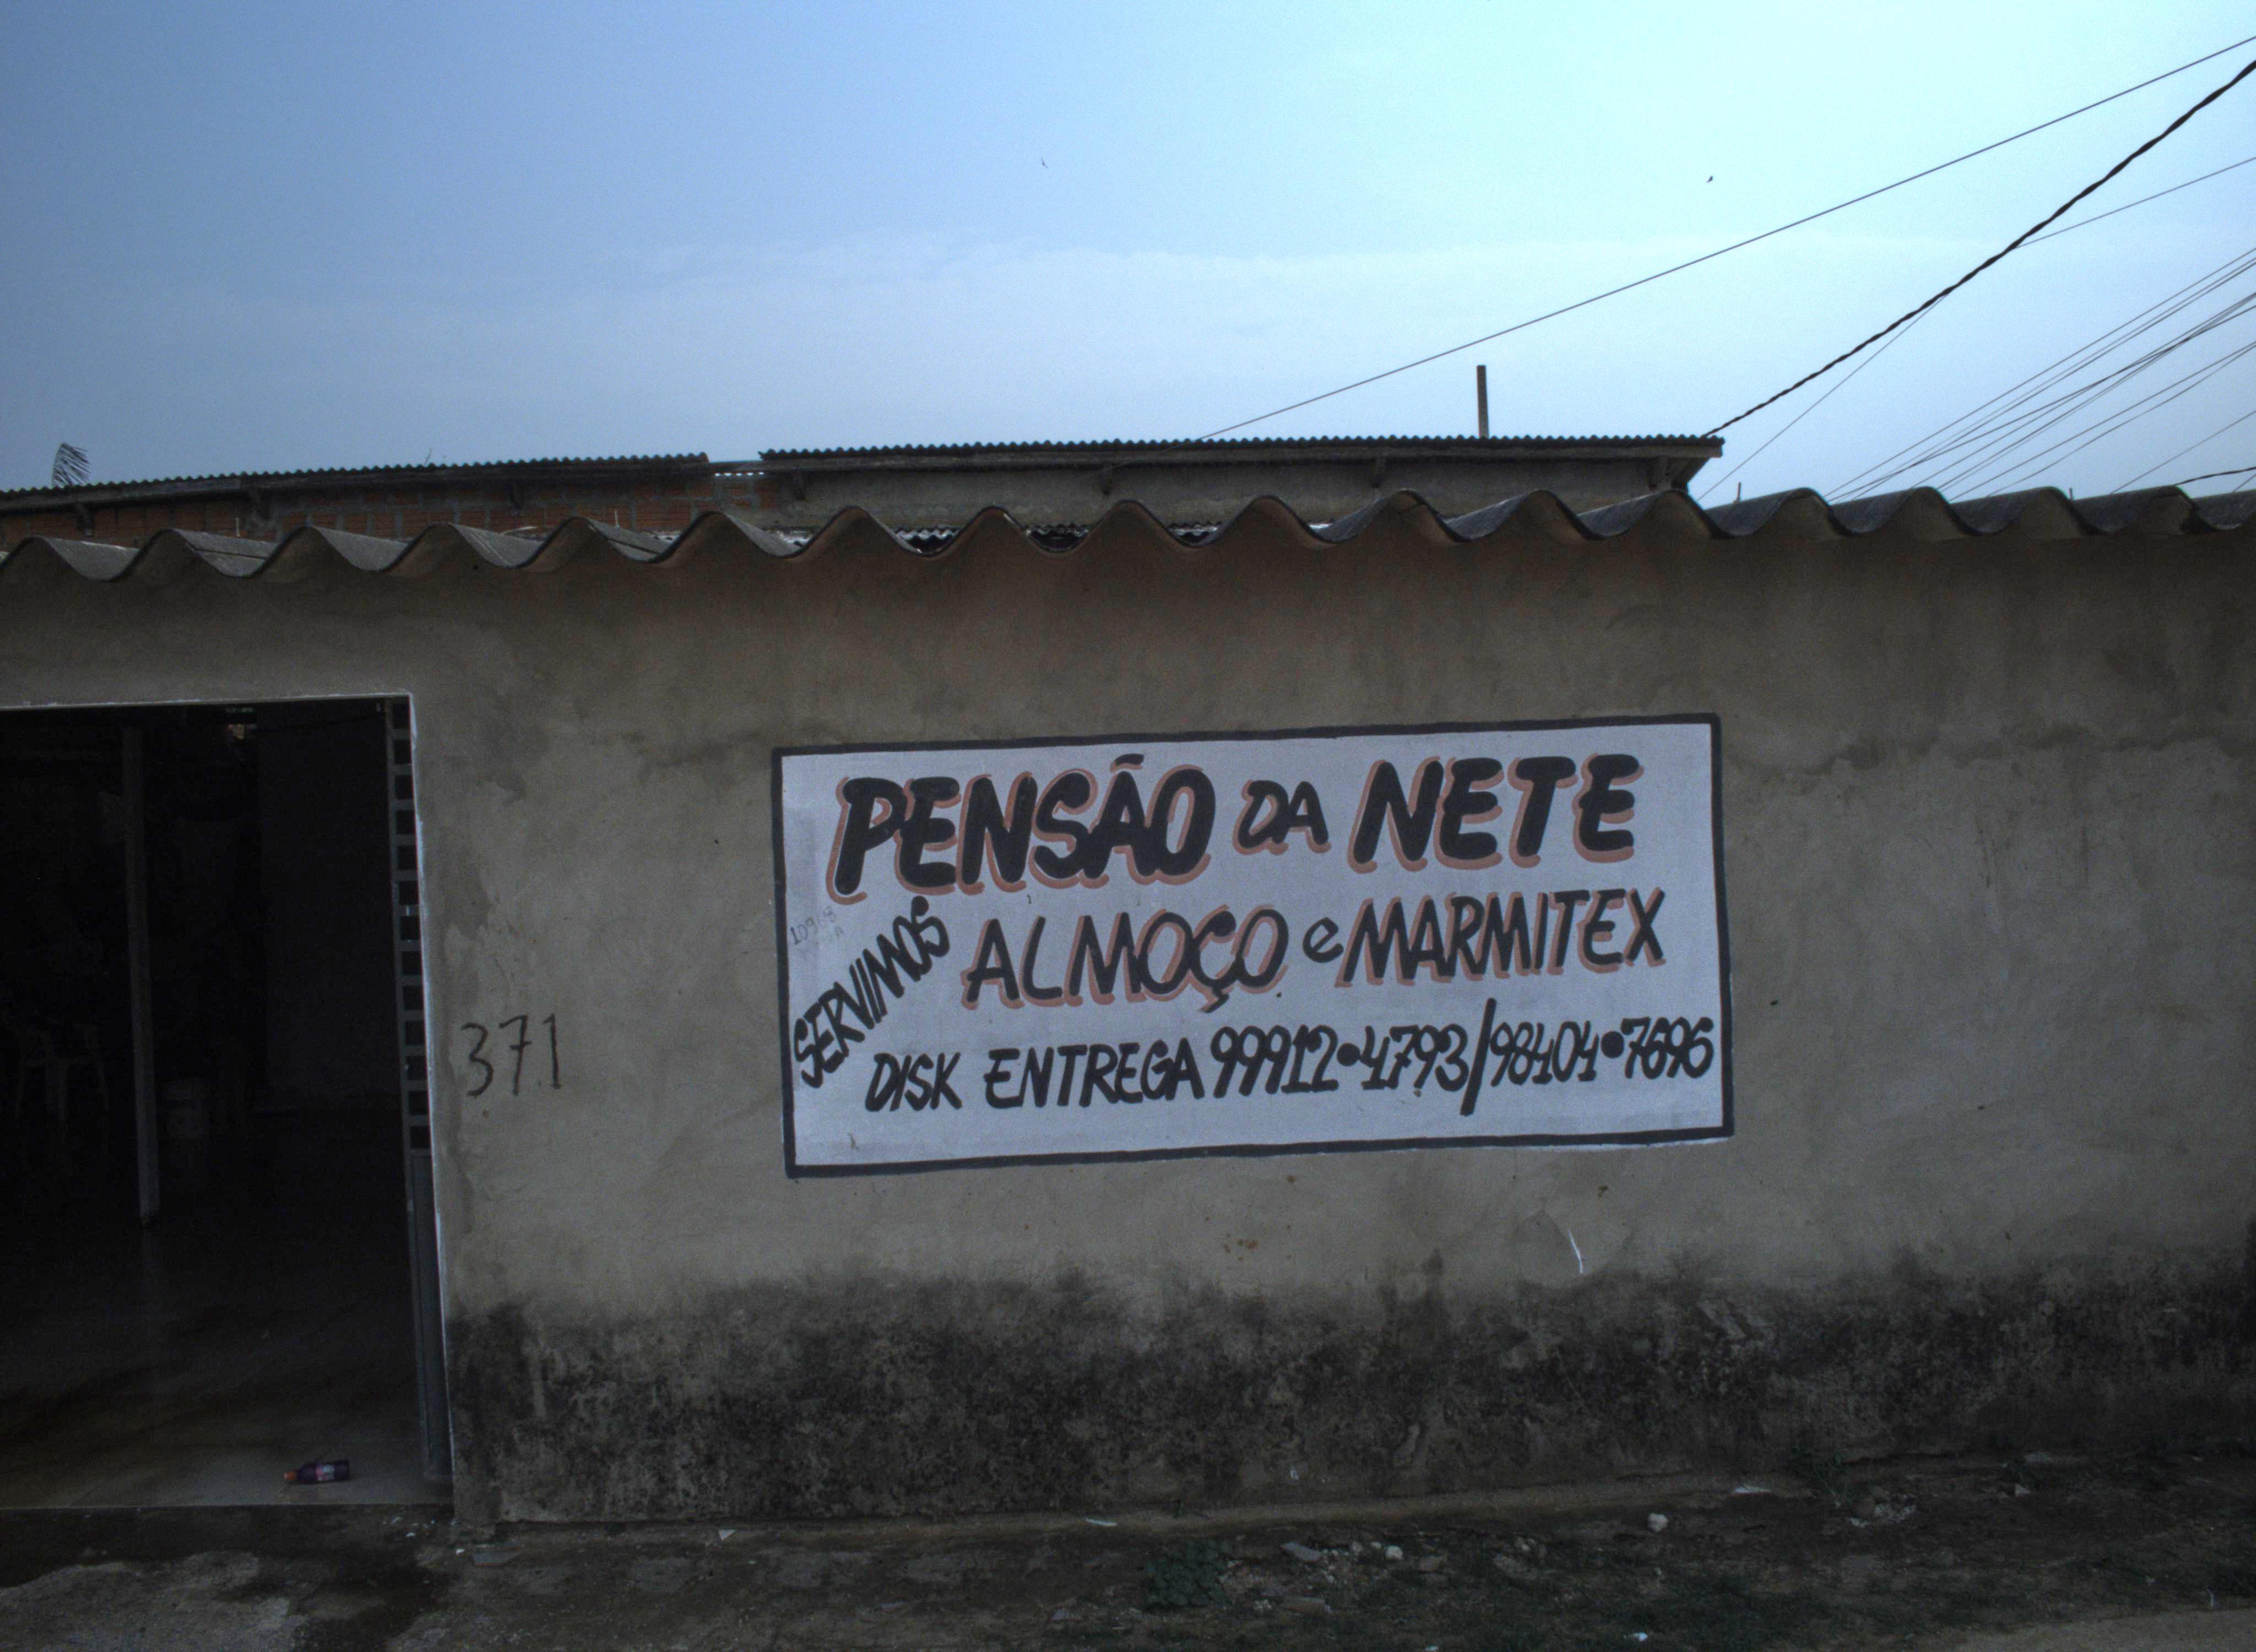 PENSÃO DA NETE
SERVIMOS
ALMOÇO e MARMITEX
DISK ENTREGA 99912•4793/98404•7696
371